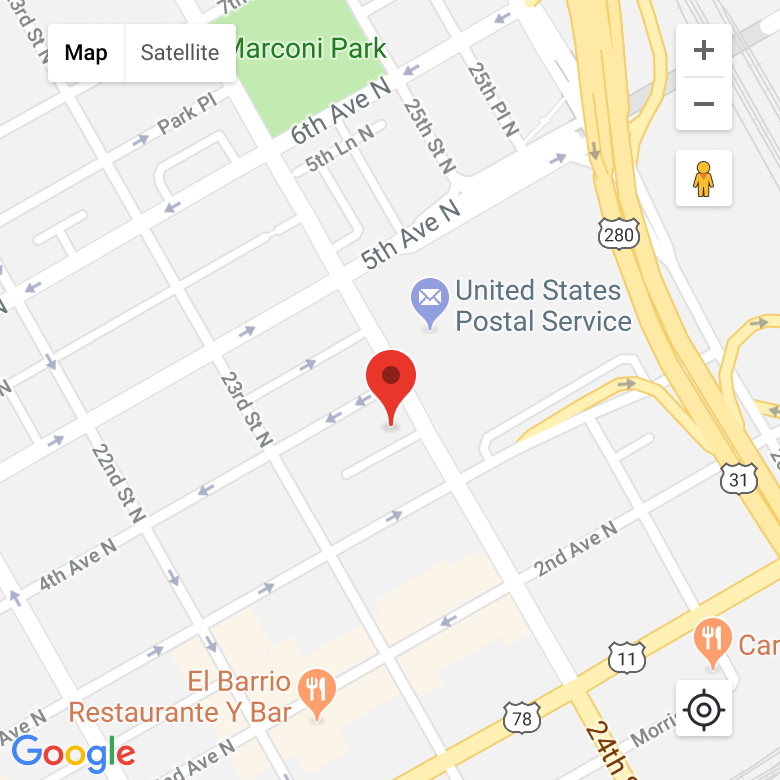 7th
23rd St N
Map
Satellite
Marconi Park
Park Pl
6th Ave N
5th Ln N
25th St N
25th Pl N
5th Ave N
280
United States
Postal Service
N
N
23rd St N
22nd St N
4th Ave N
31
2nd Ave N
11
Car
El Barrio
Restaurante Y Bar
78
24th S
Morri
Ave N
nd Ave N
Google